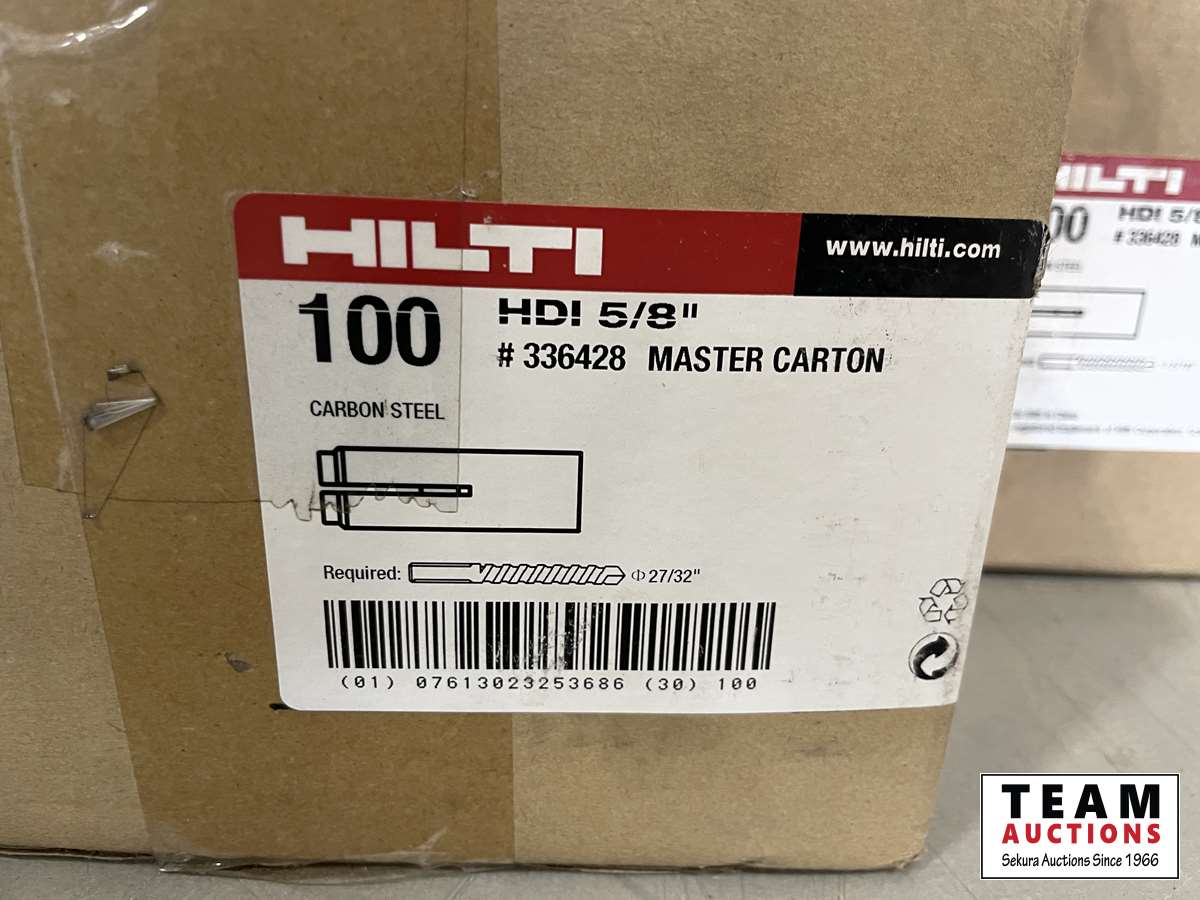 HILTI
www.hilti.com
100
HDI 5/8"
# 336428 MASTER CARTON
CARBON STEEL
Required: Φ 27/32"
(01) 07613023253686 (30) 100
HILTI
00 HDI 5/8
# 336428
TEAM
AUCTIONS
Sekura Auctions Since 1966